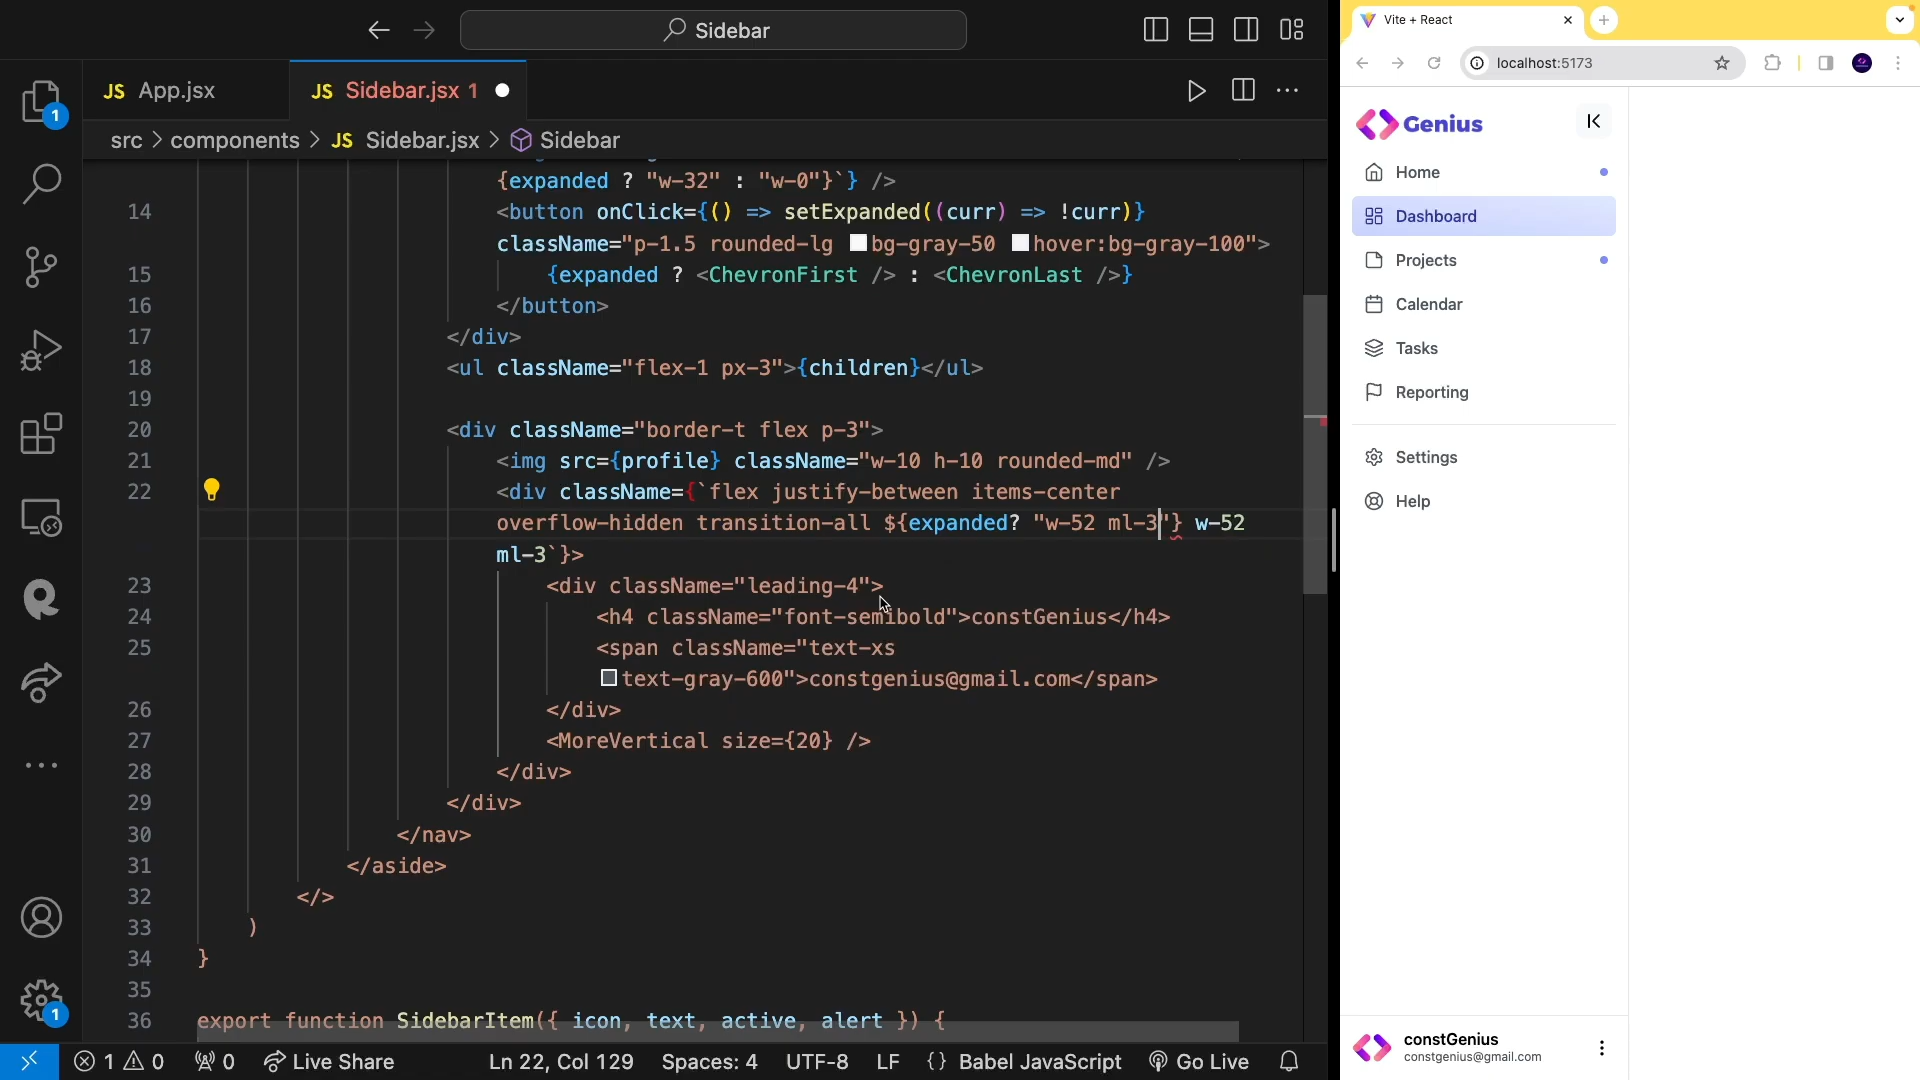 Sidebar
JS App.jsx
JS Sidebar.jsx 1
src > components > JS Sidebar.jsx > Sidebar
{expanded ? "w-32" : "w-0"}`} />
14 <button onClick={() => setExpanded((curr) => !curr)}
className="p-1.5 rounded-lg bg-gray-50 hover:bg-gray-100">
15 {expanded ? <ChevronFirst /> : <ChevronLast />}
16 </button>
17 </div>
18 <ul className="flex-1 px-3">{children}</ul>
19
20 <div className="border-t flex p-3">
21 <img src={profile} className="w-10 h-10 rounded-md" />
22 <div className={`flex justify-between items-center
overflow-hidden transition-all ${expanded? "w-52 ml-3"} w-52
ml-3`}>
23 <div className="leading-4">
24 <h4 className="font-semibold">constGenius</h4>
25 <span className="text-xs
text-gray-600">constgenius@gmail.com</span>
26 </div>
27 <MoreVertical size={20} />
28 </div>
29 </div>
30 </nav>
31 </aside>
32 </>
33 )
34 }
35
36 export function SidebarItem({ icon, text, active, alert }) {
1
1
1 0 0 Live Share Ln 22, Col 129 Spaces: 4 UTF-8 LF {} Babel JavaScript Go Live
Vite + React
localhost:5173
Genius
Home
Dashboard
Projects
Calendar
Tasks
Reporting
Settings
Help
constGenius
constgenius@gmail.com